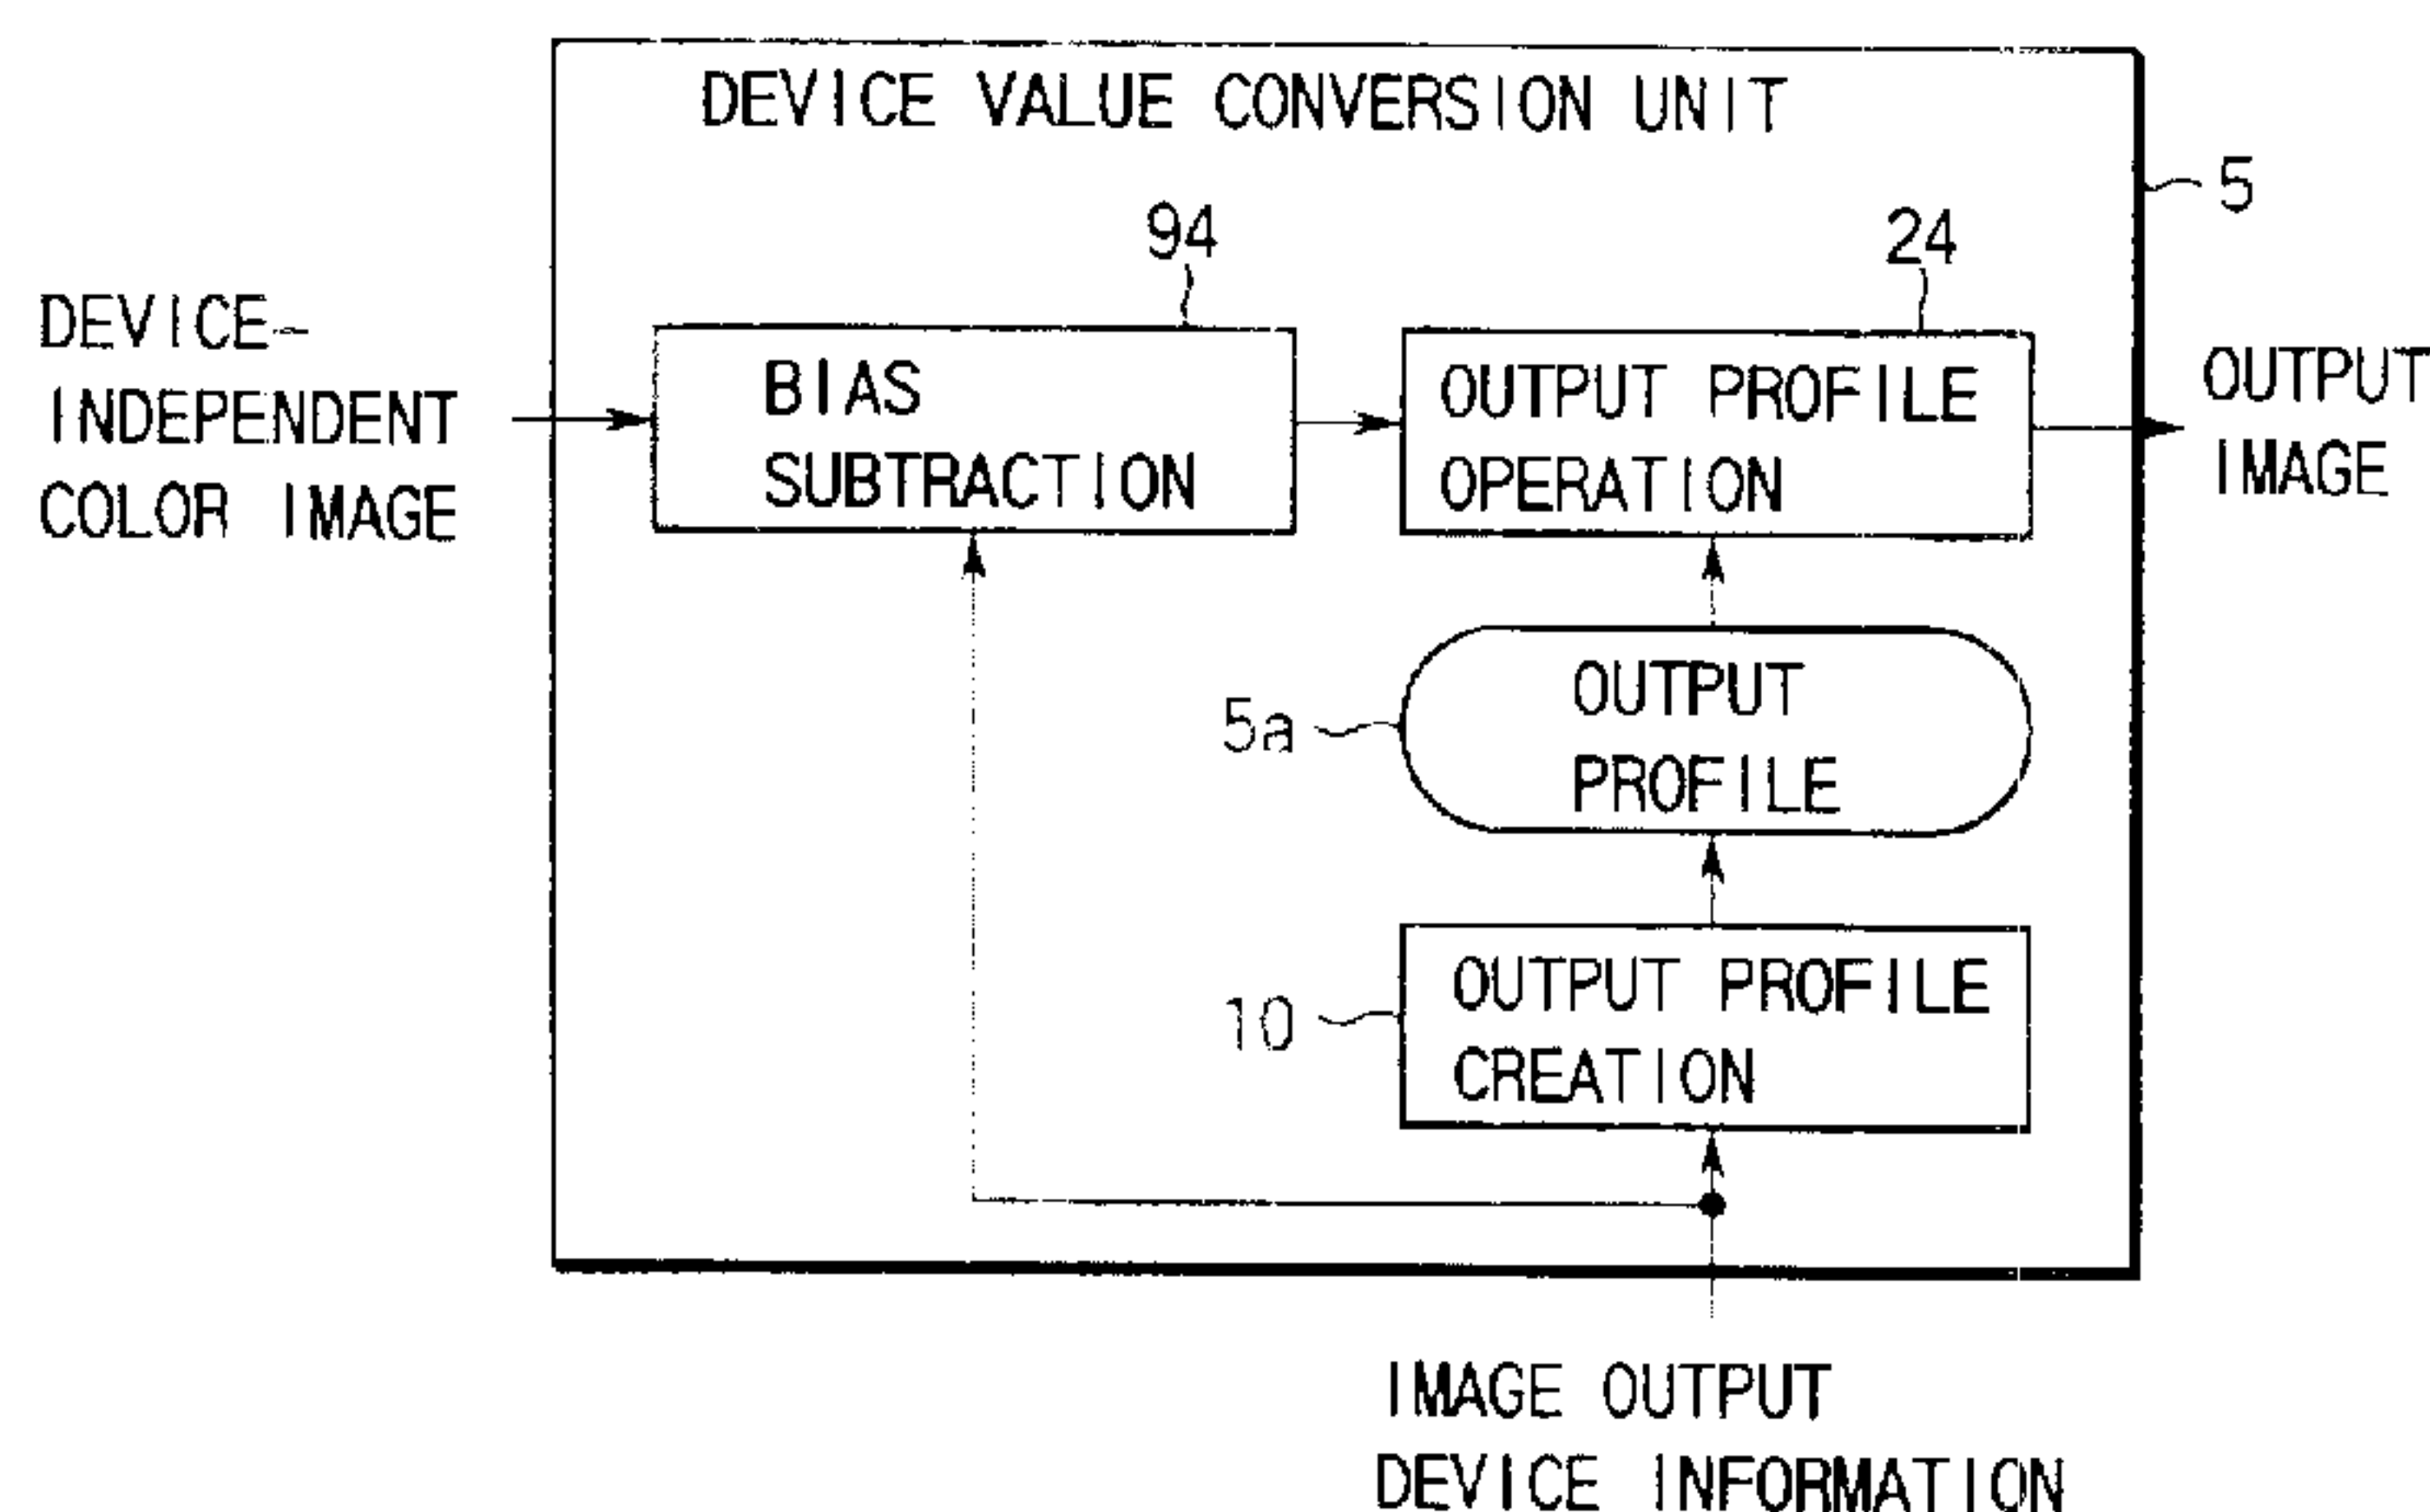 DEVICE VALUE CONVERSION UNIT
5
94
24
DEVICE-
INDEPENDENT
COLOR IMAGE
BIAS
SUBTRACTION
OUTPUT PROFILE
OPERATION
OUTPUT
IMAGE
5a
OUTPUT
PROFILE
10
OUTPUT PROFILE
CREATION
IMAGE OUTPUT
DEVICE INFORMATION